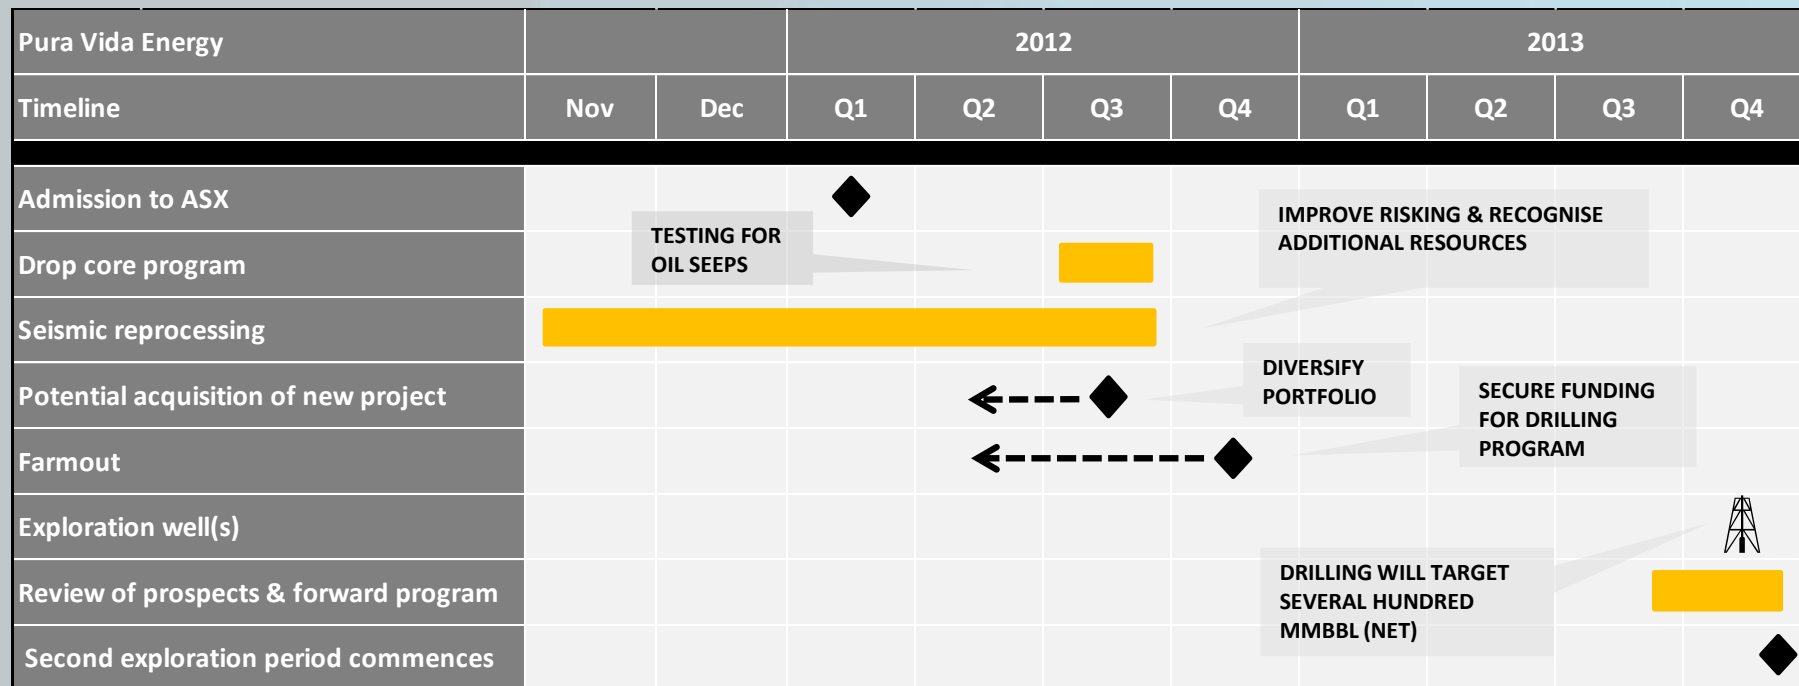 Pura Vida Energy
2012
2013
Timeline
Nov
Dec
Q1
Q2
Q3
Q4
Q1
Q2
Q3
Q4
Admission to ASX
TESTING FOR
OIL SEEPS
IMPROVE RISKING & RECOGNISE
ADDITIONAL RESOURCES
Drop core program
Seismic reprocessing
Potential acquisition of new project
DIVERSIFY
PORTFOLIO
SECURE FUNDING
FOR DRILLING
PROGRAM
Farmout
Exploration well(s)
Review of prospects & forward program
DRILLING WILL TARGET
SEVERAL HUNDRED
MMBBL (NET)
Second exploration period commences